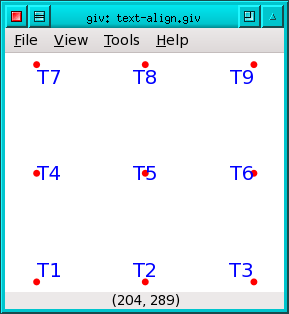 giv: text-align.giv
File View Tools Help
T7 T8 T9
T4 T5 T6
T1 T2 T3
(204, 289)